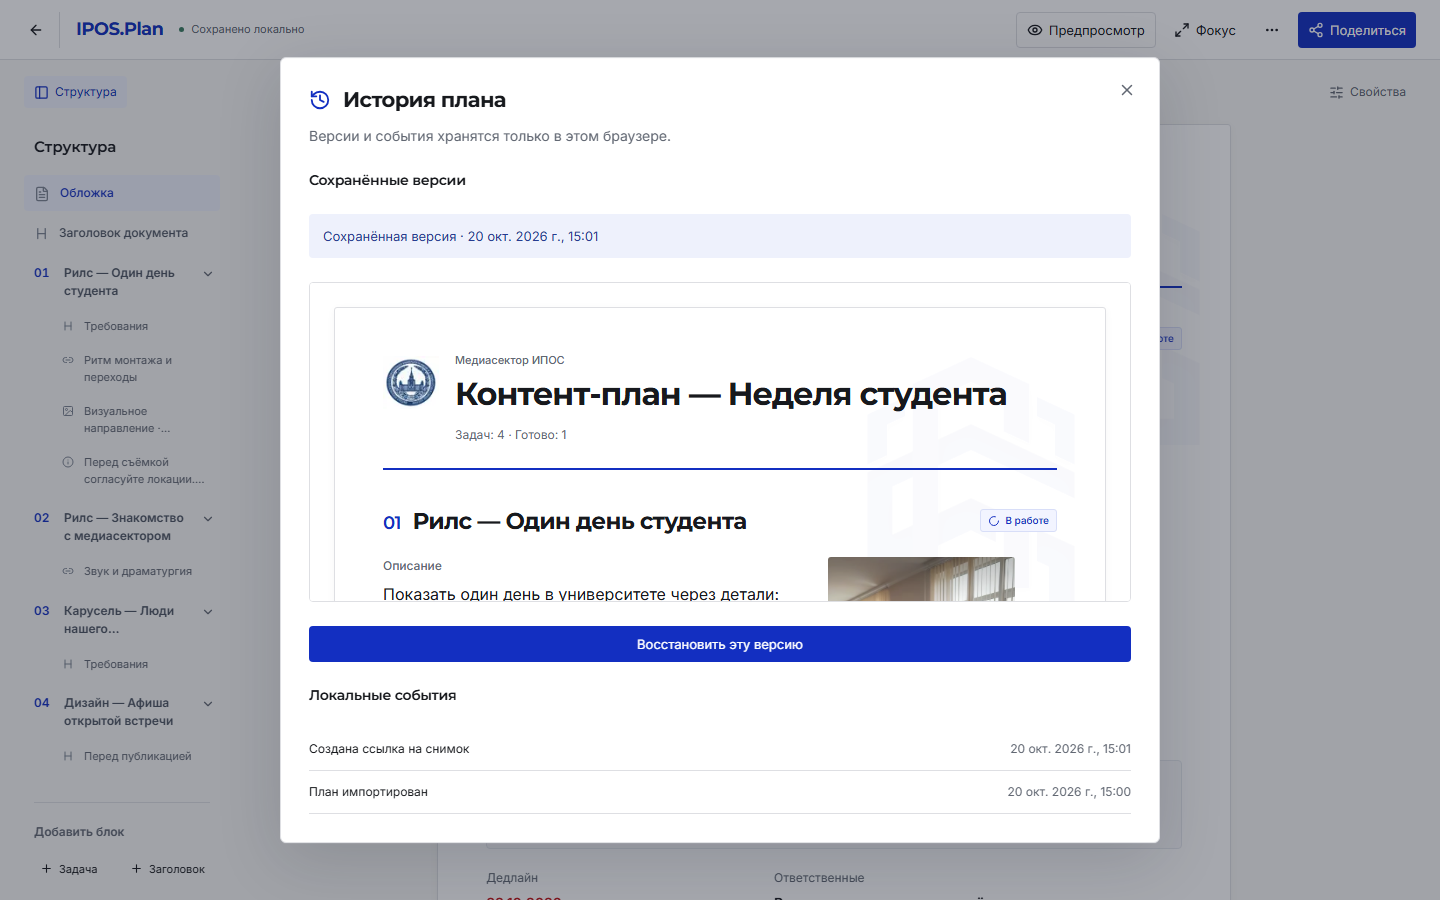 IPOS.Plan
Сохранено локально
Предпросмотр
Фокус
Поделиться
Структура
Свойства
Структура
Обложка
Заголовок документа
01 Рилс — Один день
студента
Требования
Ритм монтажа и
переходы
Визуальное
направление ·...
Перед съёмкой
согласуйте локации....
02 Рилс — Знакомство
с медиасектором
Звук и драматургия
03 Карусель — Люди
нашего...
Требования
04 Дизайн — Афиша
открытой встречи
Перед публикацией
Добавить блок
Задача
Заголовок
История плана
Версии и события хранятся только в этом браузере.
Сохранённые версии
Сохранённая версия · 20 окт. 2026 г., 15:01
Медиасектор ИПОС
Контент-план — Неделя студента
Задач: 4 · Готово: 1
01 Рилс — Один день студента
В работе
Описание
Показать один день в университете через детали:
Восстановить эту версию
Локальные события
Создана ссылка на снимок
20 окт. 2026 г., 15:01
План импортирован
20 окт. 2026 г., 15:00
Дедлайн
Ответственные